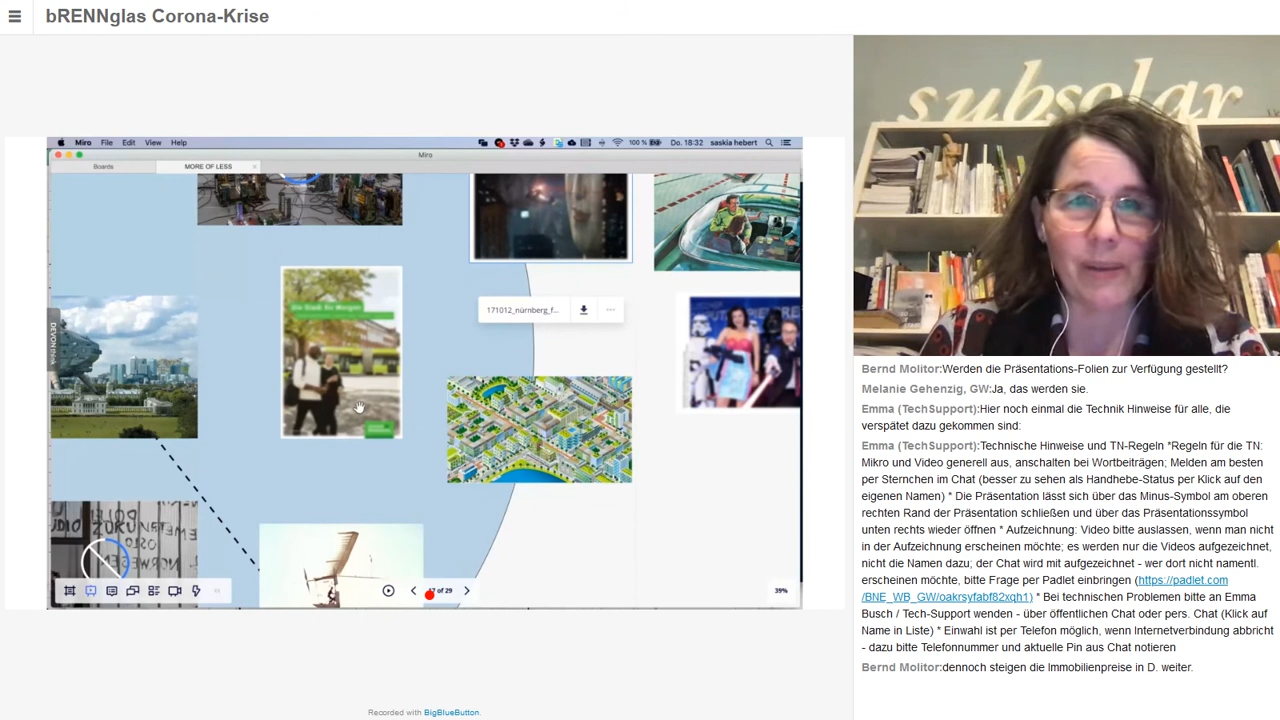 bRENNglas Corona-Krise
Miro File Edit View Help
100 % Do. 18:32 saskia hebert
Miro
Boards
MORE OF LESS
171012_nürnberg_f...
die Stadt für Morgen
DEVONthink
OSLO
NORWEGEN
of 29
39%
subsolar
Bernd Molitor:Werden die Präsentations-Folien zur Verfügung gestellt?
Melanie Gehenzig, GW:Ja, das werden sie.
Emma (TechSupport):Hier noch einmal die Technik Hinweise für alle, die
verspätet dazu gekommen sind:
Emma (TechSupport):Technische Hinweise und TN-Regeln *Regeln für die TN:
Mikro und Video generell aus, anschalten bei Wortbeiträgen; Melden am besten
per Sternchen im Chat (besser zu sehen als Handhebe-Status per Klick auf den
eigenen Namen) * Die Präsentation lässt sich über das Minus-Symbol am oberen
rechten Rand der Präsentation schließen und über das Präsentationssymbol
unten rechts wieder öffnen * Aufzeichnung: Video bitte auslassen, wenn man nicht
in der Aufzeichnung erscheinen möchte; es werden nur die Videos aufgezeichnet,
nicht die Namen dazu; der Chat wird mit aufgezeichnet - wer dort nicht namentl.
erscheinen möchte, bitte Frage per Padlet einbringen (https://padlet.com
/BNE_WB_GW/oakrsyfabf82xqh1) * Bei technischen Problemen bitte an Emma
Busch / Tech-Support wenden - über öffentlichen Chat oder pers. Chat (Klick auf
Name in Liste) * Einwahl ist per Telefon möglich, wenn Internetverbindung abbricht
- dazu bitte Telefonnummer und aktuelle Pin aus Chat notieren
Bernd Molitor:dennoch steigen die Immobilienpreise in D. weiter.
Recorded with BigBlueButton.